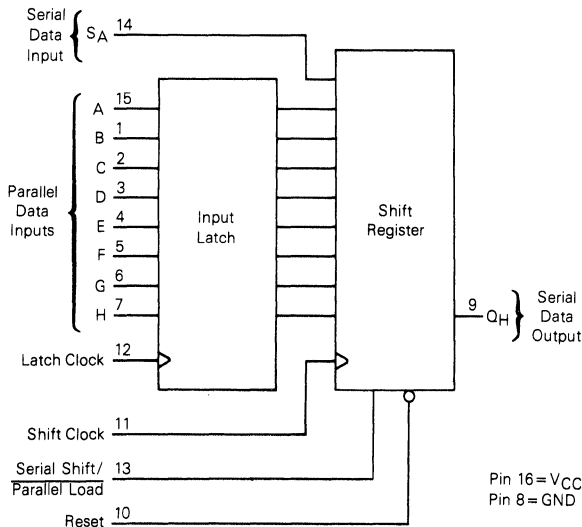 Serial
Data
Input
SA 14
A 15
B 1
C 2
D 3
E 4
F 5
G 6
H 7
Parallel
Data
Inputs
Input
Latch
Shift
Register
9 QH
Serial
Data
Output
Latch Clock 12
Shift Clock 11
Serial Shift/
Parallel Load
13
Reset 10
Pin 16 = VCC
Pin 8 = GND